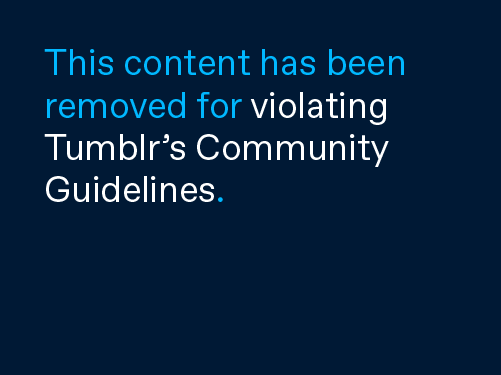 This content has been
removed for violating
Tumblr’s Community
Guidelines.